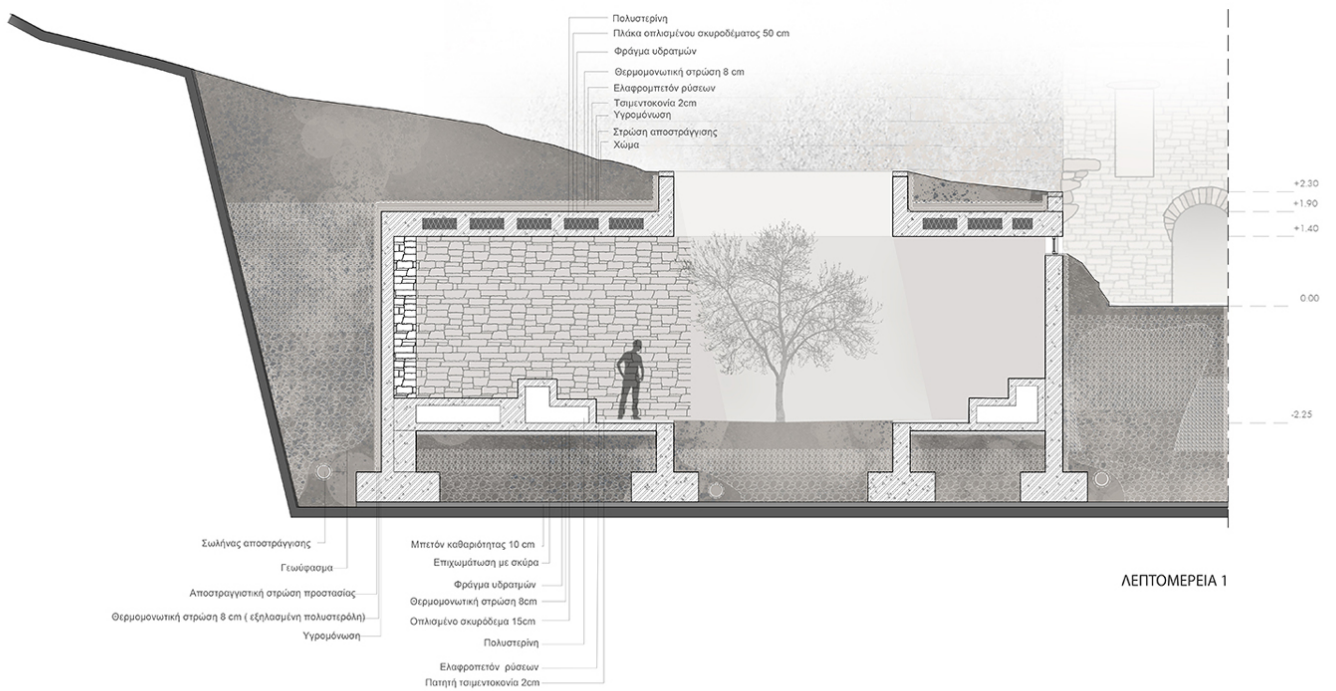 Πολυστερίνη
Πλάκα οπλισμένου σκυροδέματος 50 cm
Φράγμα υδρατμών
Θερμομονωτική στρώση 8 cm
Ελαφρομπετόν ρύσεων
Τσιμεντοκονία 2cm
Υγρομόνωση
Στρώση αποστράγγισης
Χώμα
+2.30
+1.90
+1.40
0.00
-2.25
Σωλήνας αποστράγγισης
Γεωύφασμα
Αποστραγγιστική στρώση προστασίας
Θερμομονωτική στρώση 8 cm ( εξηλασμένη πολυστερόλη)
Υγρομόνωση
Μπετόν καθαριότητας 10 cm
Επιχωμάτωση με σκύρα
Φράγμα υδρατμών
Θερμομονωτική στρώση 8cm
Οπλισμένο σκυρόδεμα 15cm
Πολυστερίνη
Ελαφροπετόν ρύσεων
Πατητή τσιμεντοκονία 2cm
ΛΕΠΤΟΜΕΡΕΙΑ 1